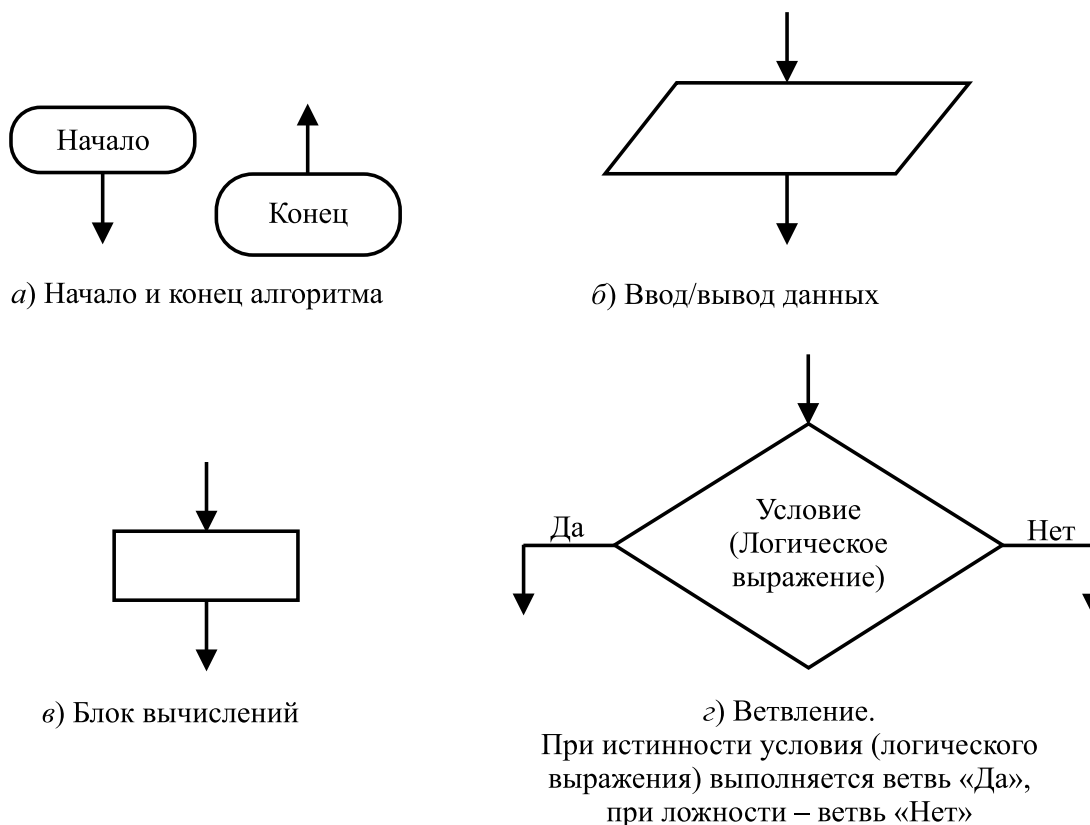 Начало
Конец
а) Начало и конец алгоритма
б) Ввод/вывод данных
в) Блок вычислений
Да
Условие
(Логическое
выражение)
Нет
г) Ветвление.
При истинности условия (логического
выражения) выполняется ветвь «Да»,
при ложности – ветвь «Нет»